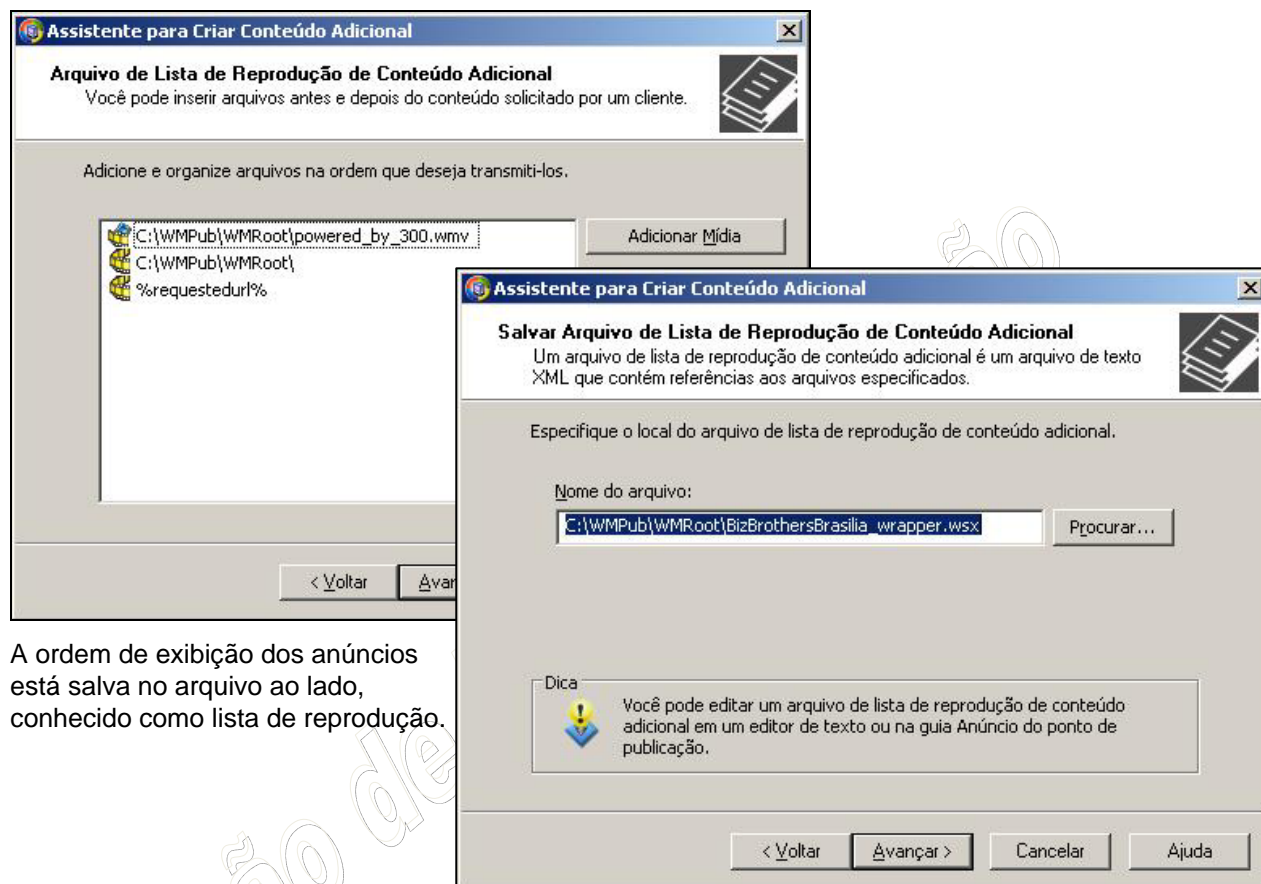 Assistente para Criar Conteúdo Adicional
Arquivo de Lista de Reprodução de Conteúdo Adicional
Você pode inserir arquivos antes e depois do conteúdo solicitado por um cliente.
Adicione e organize arquivos na ordem que deseja transmiti-los.
C:\WMPub\WMRoot\powered_by_300.wmv
C:\WMPub\WMRoot\
%requestedurl%
Adicionar Mídia
< Voltar
Assistente para Criar Conteúdo Adicional
Salvar Arquivo de Lista de Reprodução de Conteúdo Adicional
Um arquivo de lista de reprodução de conteúdo adicional é um arquivo de texto
XML que contém referências aos arquivos especificados.
Especifique o local do arquivo de lista de reprodução de conteúdo adicional.
Nome do arquivo:
C:\WMPub\WMRoot\BizBrothersBrasilia_wrapper.wsx
Procurar...
Dica
Você pode editar um arquivo de lista de reprodução de conteúdo
adicional em um editor de texto ou na guia Anúncio do ponto de
publicação.
< Voltar
Avançar >
Cancelar
Ajuda
A ordem de exibição dos anúncios
está salva no arquivo ao lado,
conhecido como lista de reprodução.